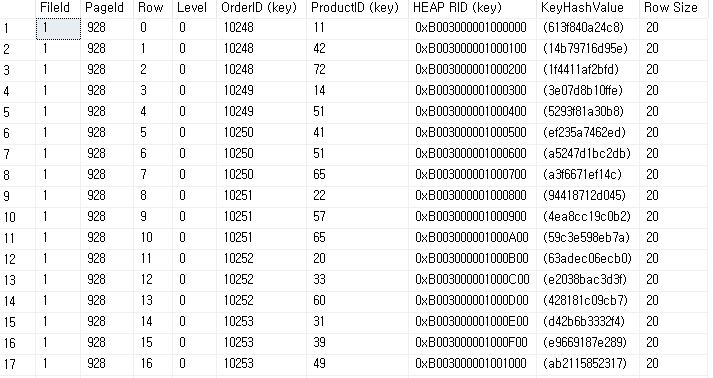 FileId PageId Row Level OrderID (key) ProductID (key) HEAP RID (key) KeyHashValue Row Size
1 1 928 0 0 10248 11 0xB003000001000000 (613f840a24c8) 20
2 1 928 1 0 10248 42 0xB003000001000100 (14b79716d95e) 20
3 1 928 2 0 10248 72 0xB003000001000200 (1f4411af2bfd) 20
4 1 928 3 0 10249 14 0xB003000001000300 (3e07d8b10ffe) 20
5 1 928 4 0 10249 51 0xB003000001000400 (5293f81a30b8) 20
6 1 928 5 0 10250 41 0xB003000001000500 (ef235a7462ed) 20
7 1 928 6 0 10250 51 0xB003000001000600 (a5247d1bc2db) 20
8 1 928 7 0 10250 65 0xB003000001000700 (a3f6671ef14c) 20
9 1 928 8 0 10251 22 0xB003000001000800 (94418712d045) 20
10 1 928 9 0 10251 57 0xB003000001000900 (4ea8cc19c0b2) 20
11 1 928 10 0 10251 65 0xB003000001000A00 (59c3e598eb7a) 20
12 1 928 11 0 10252 20 0xB003000001000B00 (63adec06ecb0) 20
13 1 928 12 0 10252 33 0xB003000001000C00 (e2038bac3d3f) 20
14 1 928 13 0 10252 60 0xB003000001000D00 (428181c09cb7) 20
15 1 928 14 0 10253 31 0xB003000001000E00 (d42b6b3332f4) 20
16 1 928 15 0 10253 39 0xB003000001000F00 (e9669187e289) 20
17 1 928 16 0 10253 49 0xB003000001001000 (ab2115852317) 20